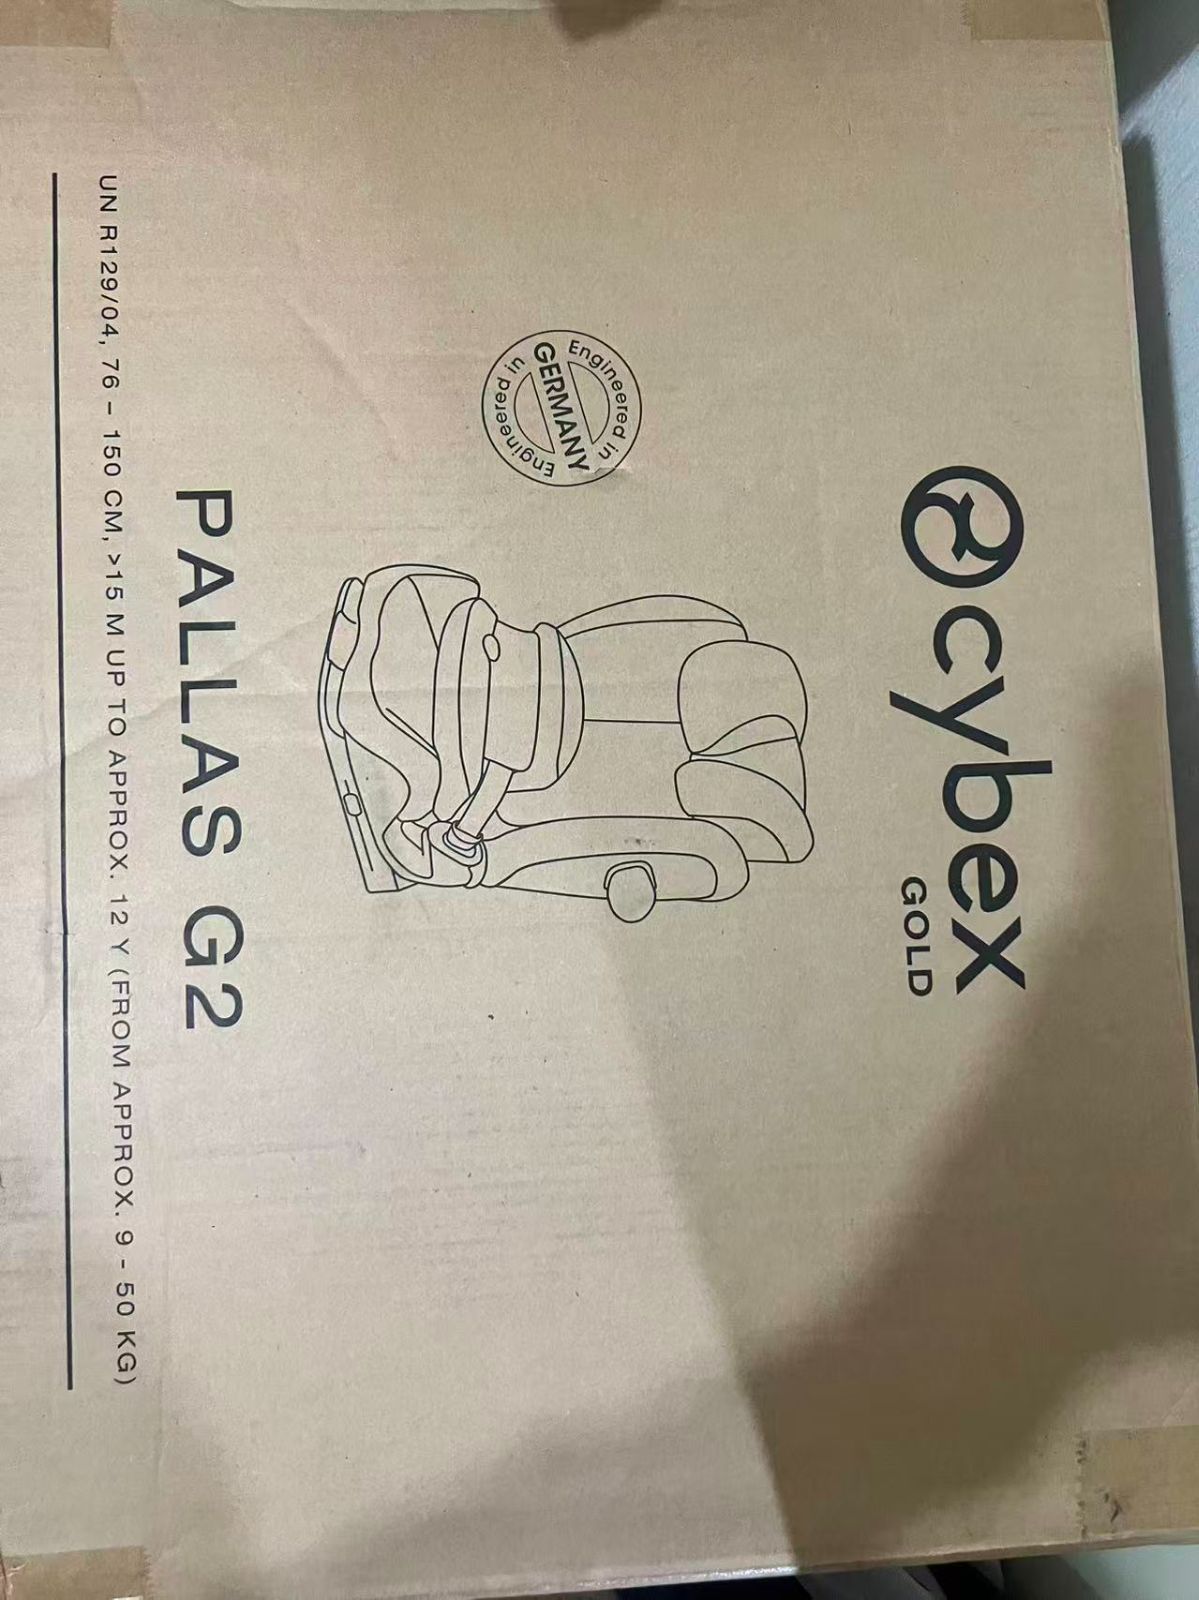 cybex
GOLD
Engineered in
GERMANY
Engineered in
PALLAS G2
UN R129/04, 76 – 150 CM, >15 M UP TO APPROX. 12 Y (FROM APPROX. 9 - 50 KG)